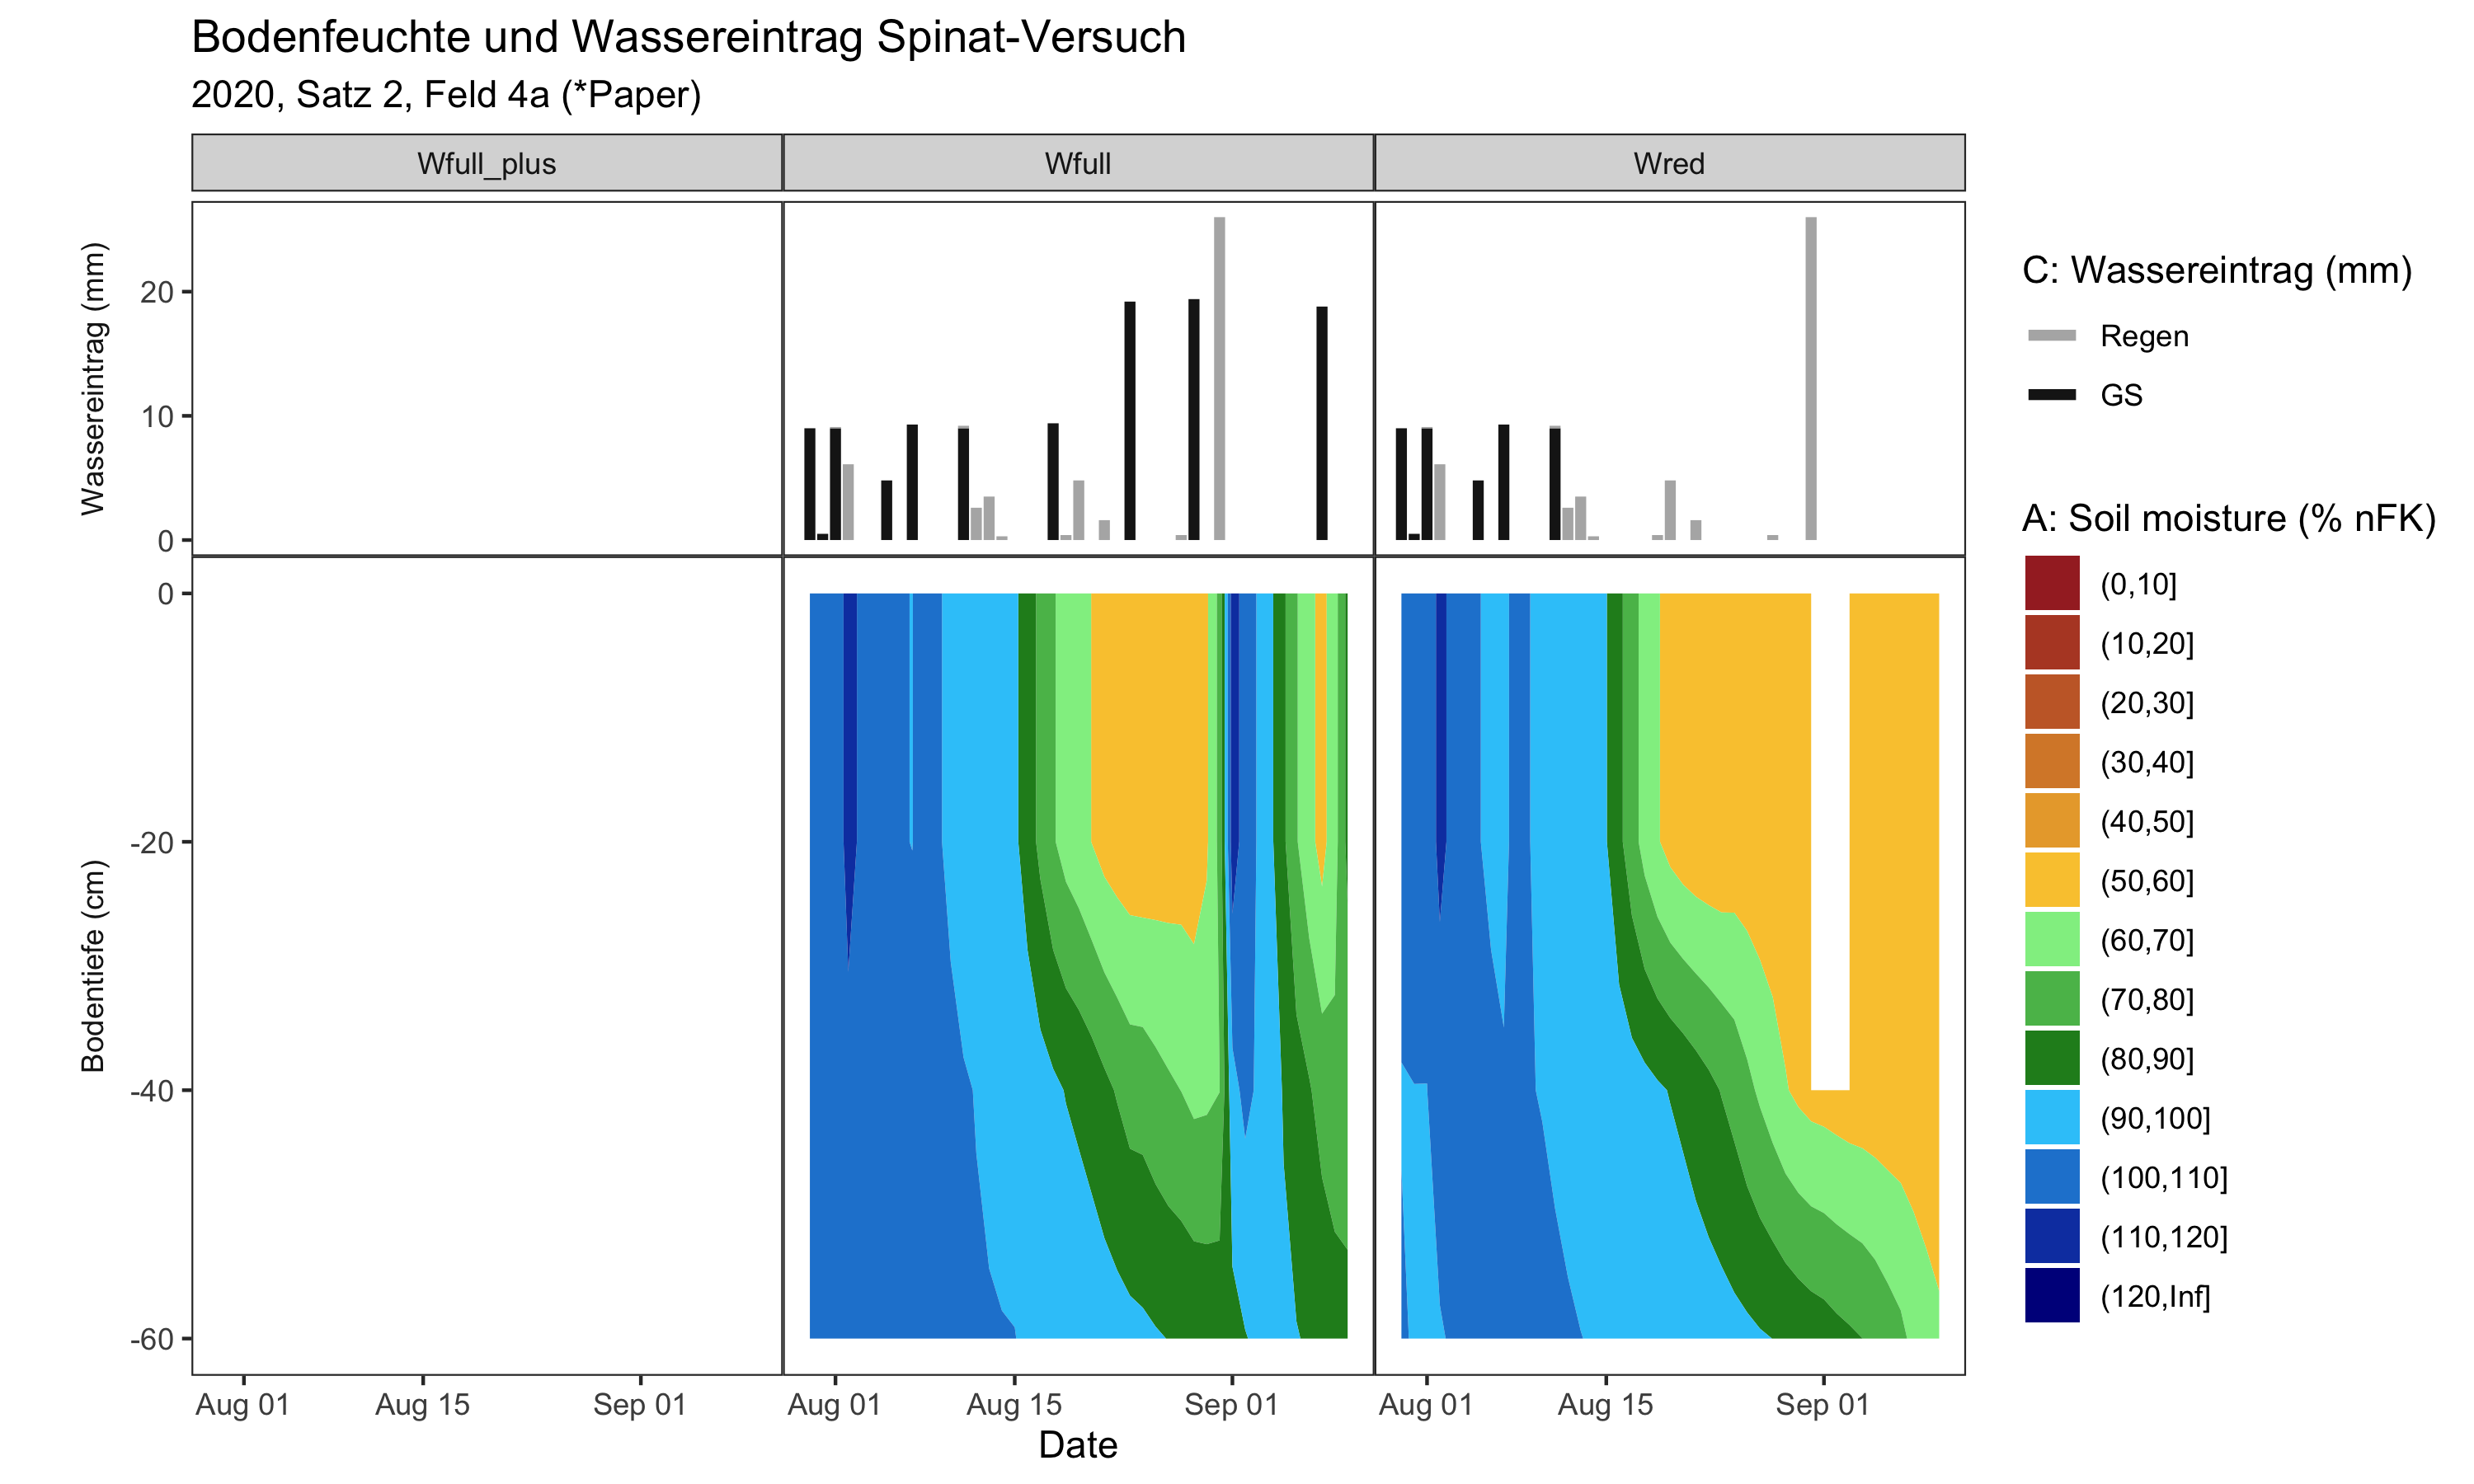 Bodenfeuchte und Wassereintrag Spinat-Versuch
2020, Satz 2, Feld 4a (*Paper)
Wfull_plus
Wfull
Wred
Wassereintrag (mm)
20
10
0
Bodentiefe (cm)
0
-20
-40
-60
Aug 01
Aug 15
Sep 01
Aug 01
Aug 15
Sep 01
Aug 01
Aug 15
Sep 01
Date
C: Wassereintrag (mm)
Regen
GS
A: Soil moisture (% nFK)
(0,10]
(10,20]
(20,30]
(30,40]
(40,50]
(50,60]
(60,70]
(70,80]
(80,90]
(90,100]
(100,110]
(110,120]
(120,Inf]